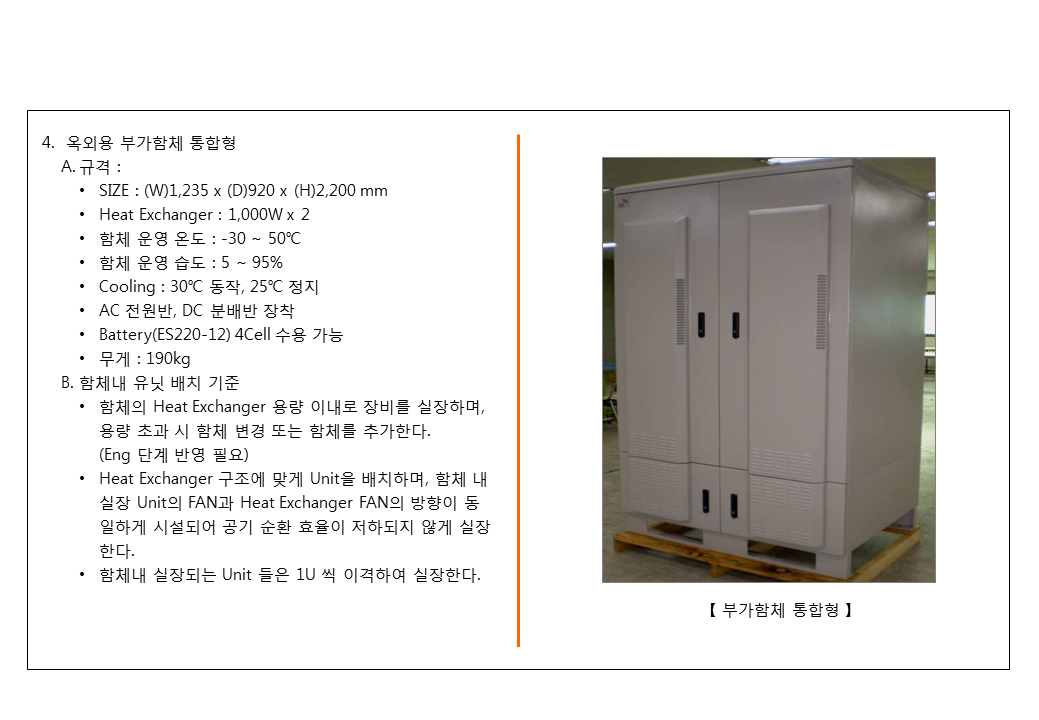 4. 옥외용 부가함체 통합형
A. 규격 :
• SIZE : (W)1,235 x (D)920 x (H)2,200 mm
• Heat Exchanger : 1,000W x 2
• 함체 운영 온도 : -30 ~ 50℃
• 함체 운영 습도 : 5 ~ 95%
• Cooling : 30℃ 동작, 25℃ 정지
• AC 전원반, DC 분배반 장착
• Battery(ES220-12) 4Cell 수용 가능
• 무게 : 190kg
B. 함체내 유닛 배치 기준
• 함체의 Heat Exchanger 용량 이내로 장비를 실장하며,
용량 초과 시 함체 변경 또는 함체를 추가한다.
(Eng 단계 반영 필요)
• Heat Exchanger 구조에 맞게 Unit을 배치하며, 함체 내
실장 Unit의 FAN과 Heat Exchanger FAN의 방향이 동
일하게 시설되어 공기 순환 효율이 저하되지 않게 실장
한다.
• 함체내 실장되는 Unit 들은 1U 씩 이격하여 실장한다.
【 부가함체 통합형 】